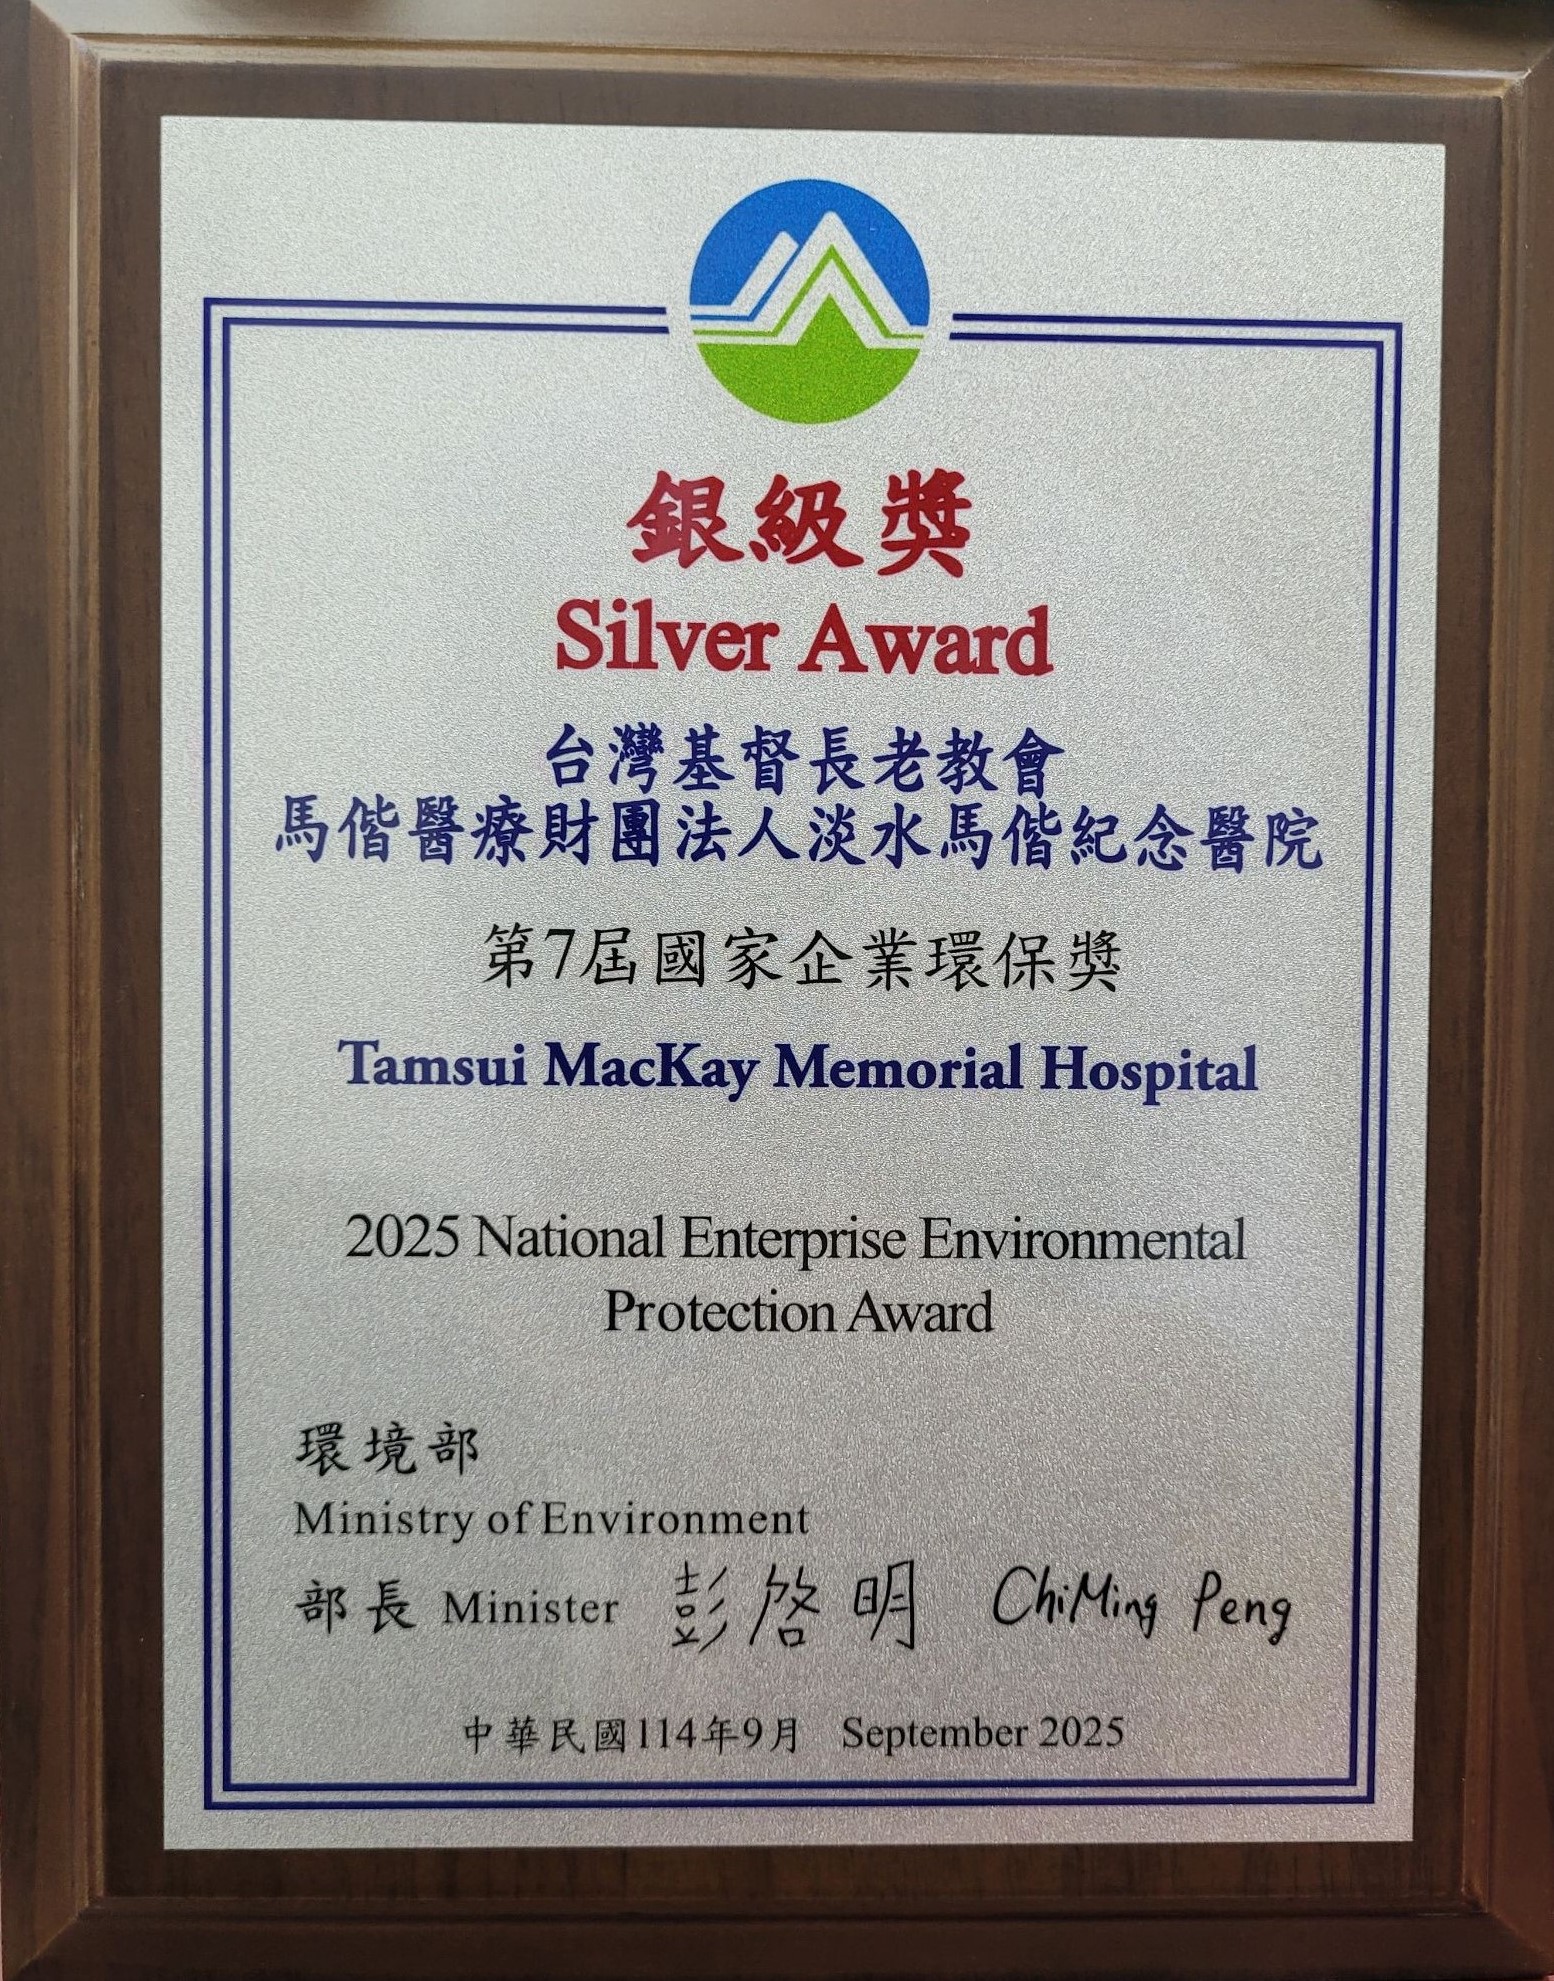 銀級獎
Silver Award
台灣基督長老教會
馬偕醫療財團法人淡水馬偕紀念醫院
第7屆國家企業環保獎
Tamsui MacKay Memorial Hospital
2025 National Enterprise Environmental
Protection Award
環境部
Ministry of Environment
部長 Minister 彭啓明 ChiMing Peng
中華民國114年9月 September 2025